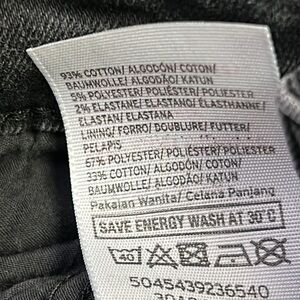 93% COTTON/ ALGODÓN/ COTON/
BAUMWOLLE/ ALGODÃO/ KATUN
5% POLYESTER/ POLIÉSTER/ POLIESTER
2% ELASTANE/ ELASTANO/ ÉLASTHANNE/
ELASTAN/ ELASTANA
LINING/ FORRO/ DOUBLURE/ FUTTER/
PELAPIS
67% POLYESTER/ POLIÉSTER/ POLIESTER
33% COTTON/ ALGODÓN/ COTON/
BAUMWOLLE/ ALGODÃO/ KATUN
Pakaian Wanita/ Celana Panjang
SAVE ENERGY WASH AT 30°C
40
5045439236540